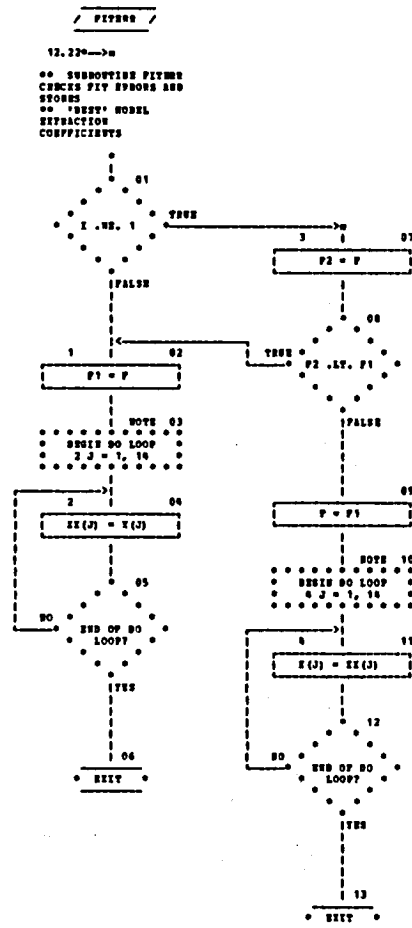 / FITERR /
12.22*-->*
** SUBROUTINE FITERR
CHECKS FIT ERRORS AND
STORES
** 'BEST' MODEL
EXTRACTION
COEFFICIENTS
01
I .NE. 1
TRUE
FALSE
1 02
F1 = F
NOTE 03
BEGIN DO LOOP
2 J = 1, 14
2 04
XX(J) = X(J)
05
END OF DO
LOOP?
NO
YES
06
EXIT
3 07
F2 = F
08
F2 .LT. F1
TRUE
FALSE
09
F = F1
NOTE 10
BEGIN DO LOOP
4 J = 1, 14
4 11
X(J) = XX(J)
12
END OF DO
LOOP?
NO
YES
13
EXIT